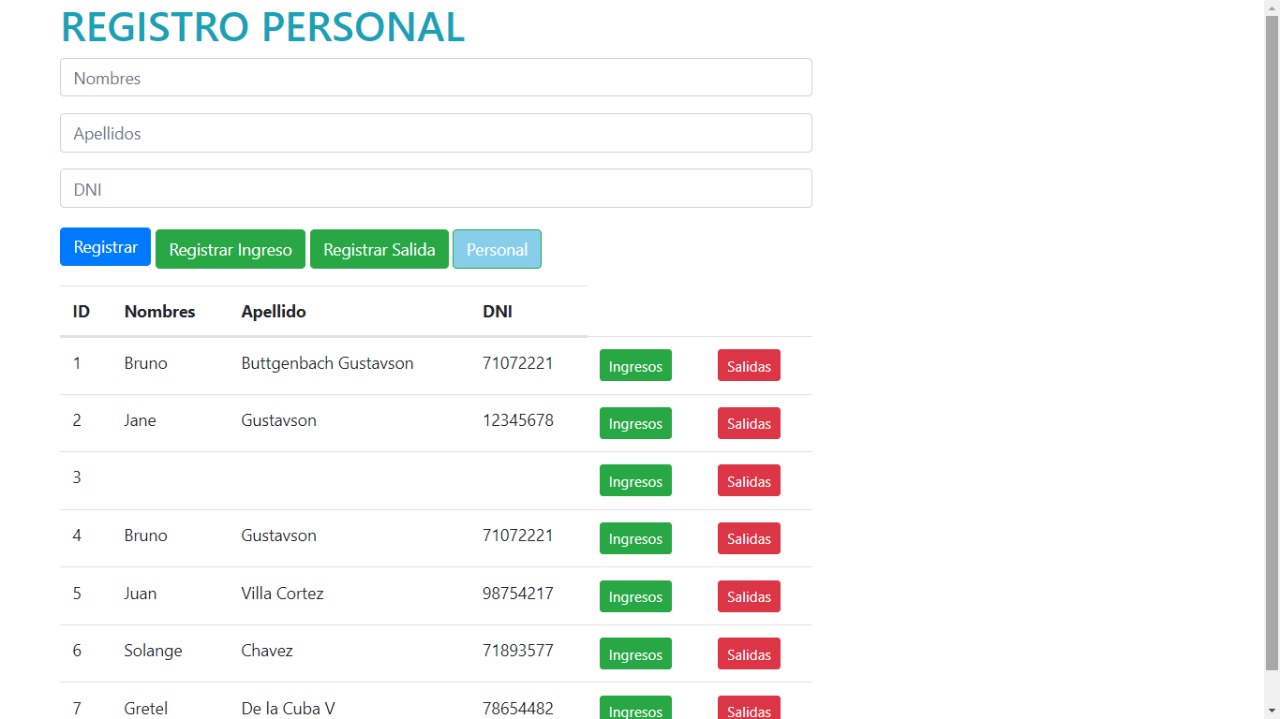 REGISTRO PERSONAL
Nombres
Apellidos
DNI
Registrar Registrar Ingreso Registrar Salida Personal
ID Nombres Apellido DNI
1 Bruno Buttgenbach Gustavson 71072221 Ingresos Salidas
2 Jane Gustavson 12345678 Ingresos Salidas
3 Ingresos Salidas
4 Bruno Gustavson 71072221 Ingresos Salidas
5 Juan Villa Cortez 98754217 Ingresos Salidas
6 Solange Chavez 71893577 Ingresos Salidas
7 Gretel De la Cuba V 78654482 Ingresos Salidas